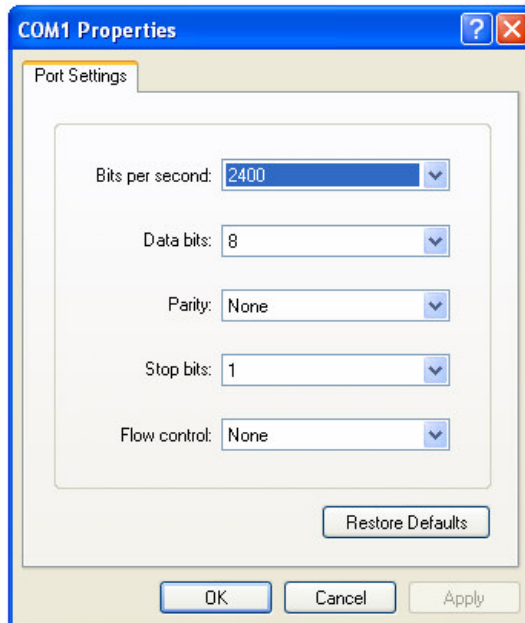 COM1 Properties
Port Settings
Bits per second: 2400
Data bits: 8
Parity: None
Stop bits: 1
Flow control: None
Restore Defaults
OK Cancel Apply